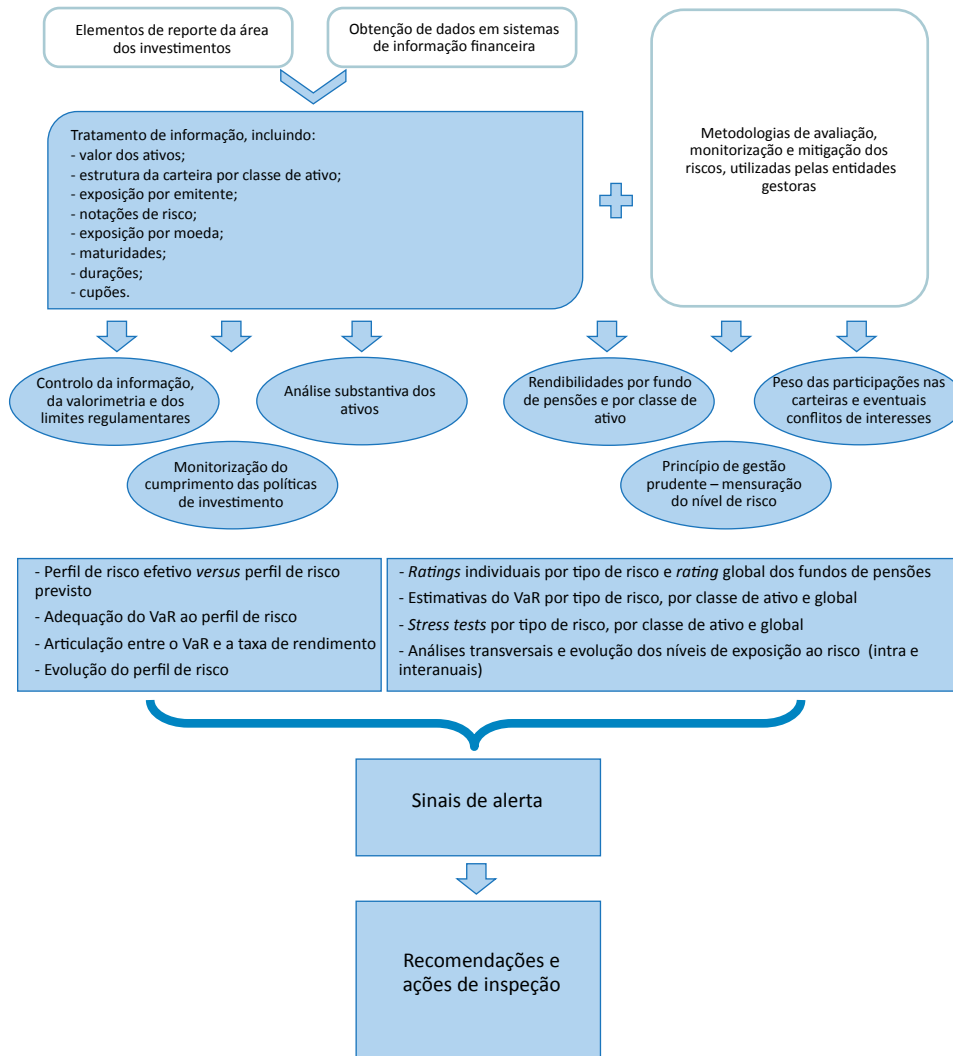 Elementos de reporte da área
dos investimentos
Obtenção de dados em sistemas
de informação financeira
Tratamento de informação, incluindo:
- valor dos ativos;
- estrutura da carteira por classe de ativo;
- exposição por emitente;
- notações de risco;
- exposição por moeda;
- maturidades;
- durações;
- cupões.
Metodologias de avaliação,
monitorização e mitigação dos
riscos, utilizadas pelas entidades
gestoras
Controlo da informação,
da valorimetria e dos
limites regulamentares
Análise substantiva dos
ativos
Rendibilidades por fundo
de pensões e por classe de
ativo
Peso das participações nas
carteiras e eventuais
conflitos de interesses
Monitorização do
cumprimento das políticas
de investimento
Princípio de gestão
prudente – mensuração
do nível de risco
- Perfil de risco efetivo versus perfil de risco
previsto
- Adequação do VaR ao perfil de risco
- Articulação entre o VaR e a taxa de rendimento
- Evolução do perfil de risco
- Ratings individuais por tipo de risco e rating global dos fundos de pensões
- Estimativas do VaR por tipo de risco, por classe de ativo e global
- Stress tests por tipo de risco, por classe de ativo e global
- Análises transversais e evolução dos níveis de exposição ao risco (intra e
interanuais)
Sinais de alerta
Recomendações e
ações de inspeção